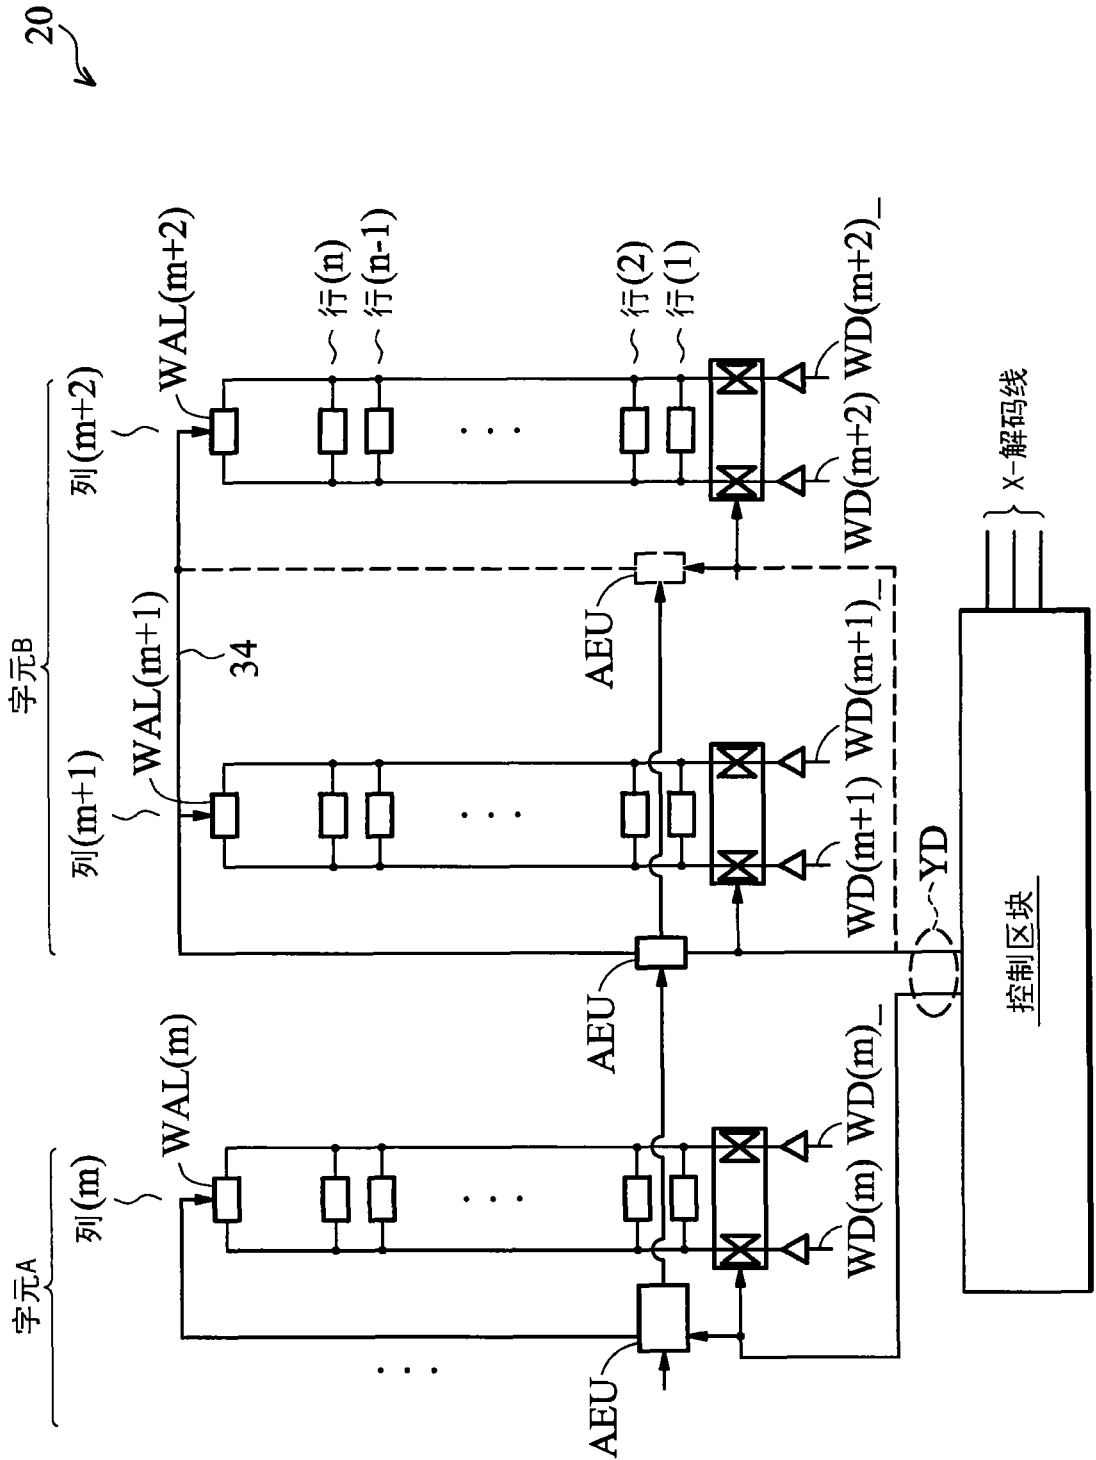 20
字元A
字元B
列(m)
列(m+1)
列(m+2)
WAL(m)
WAL(m+1)
WAL(m+2)
34
行(n)
行(n-1)
行(2)
行(1)
AEU
AEU
AEU
WD(m)
WD(m)_
WD(m+1)
WD(m+1)_
WD(m+2)
WD(m+2)_
YD
X-解码线
控制区块